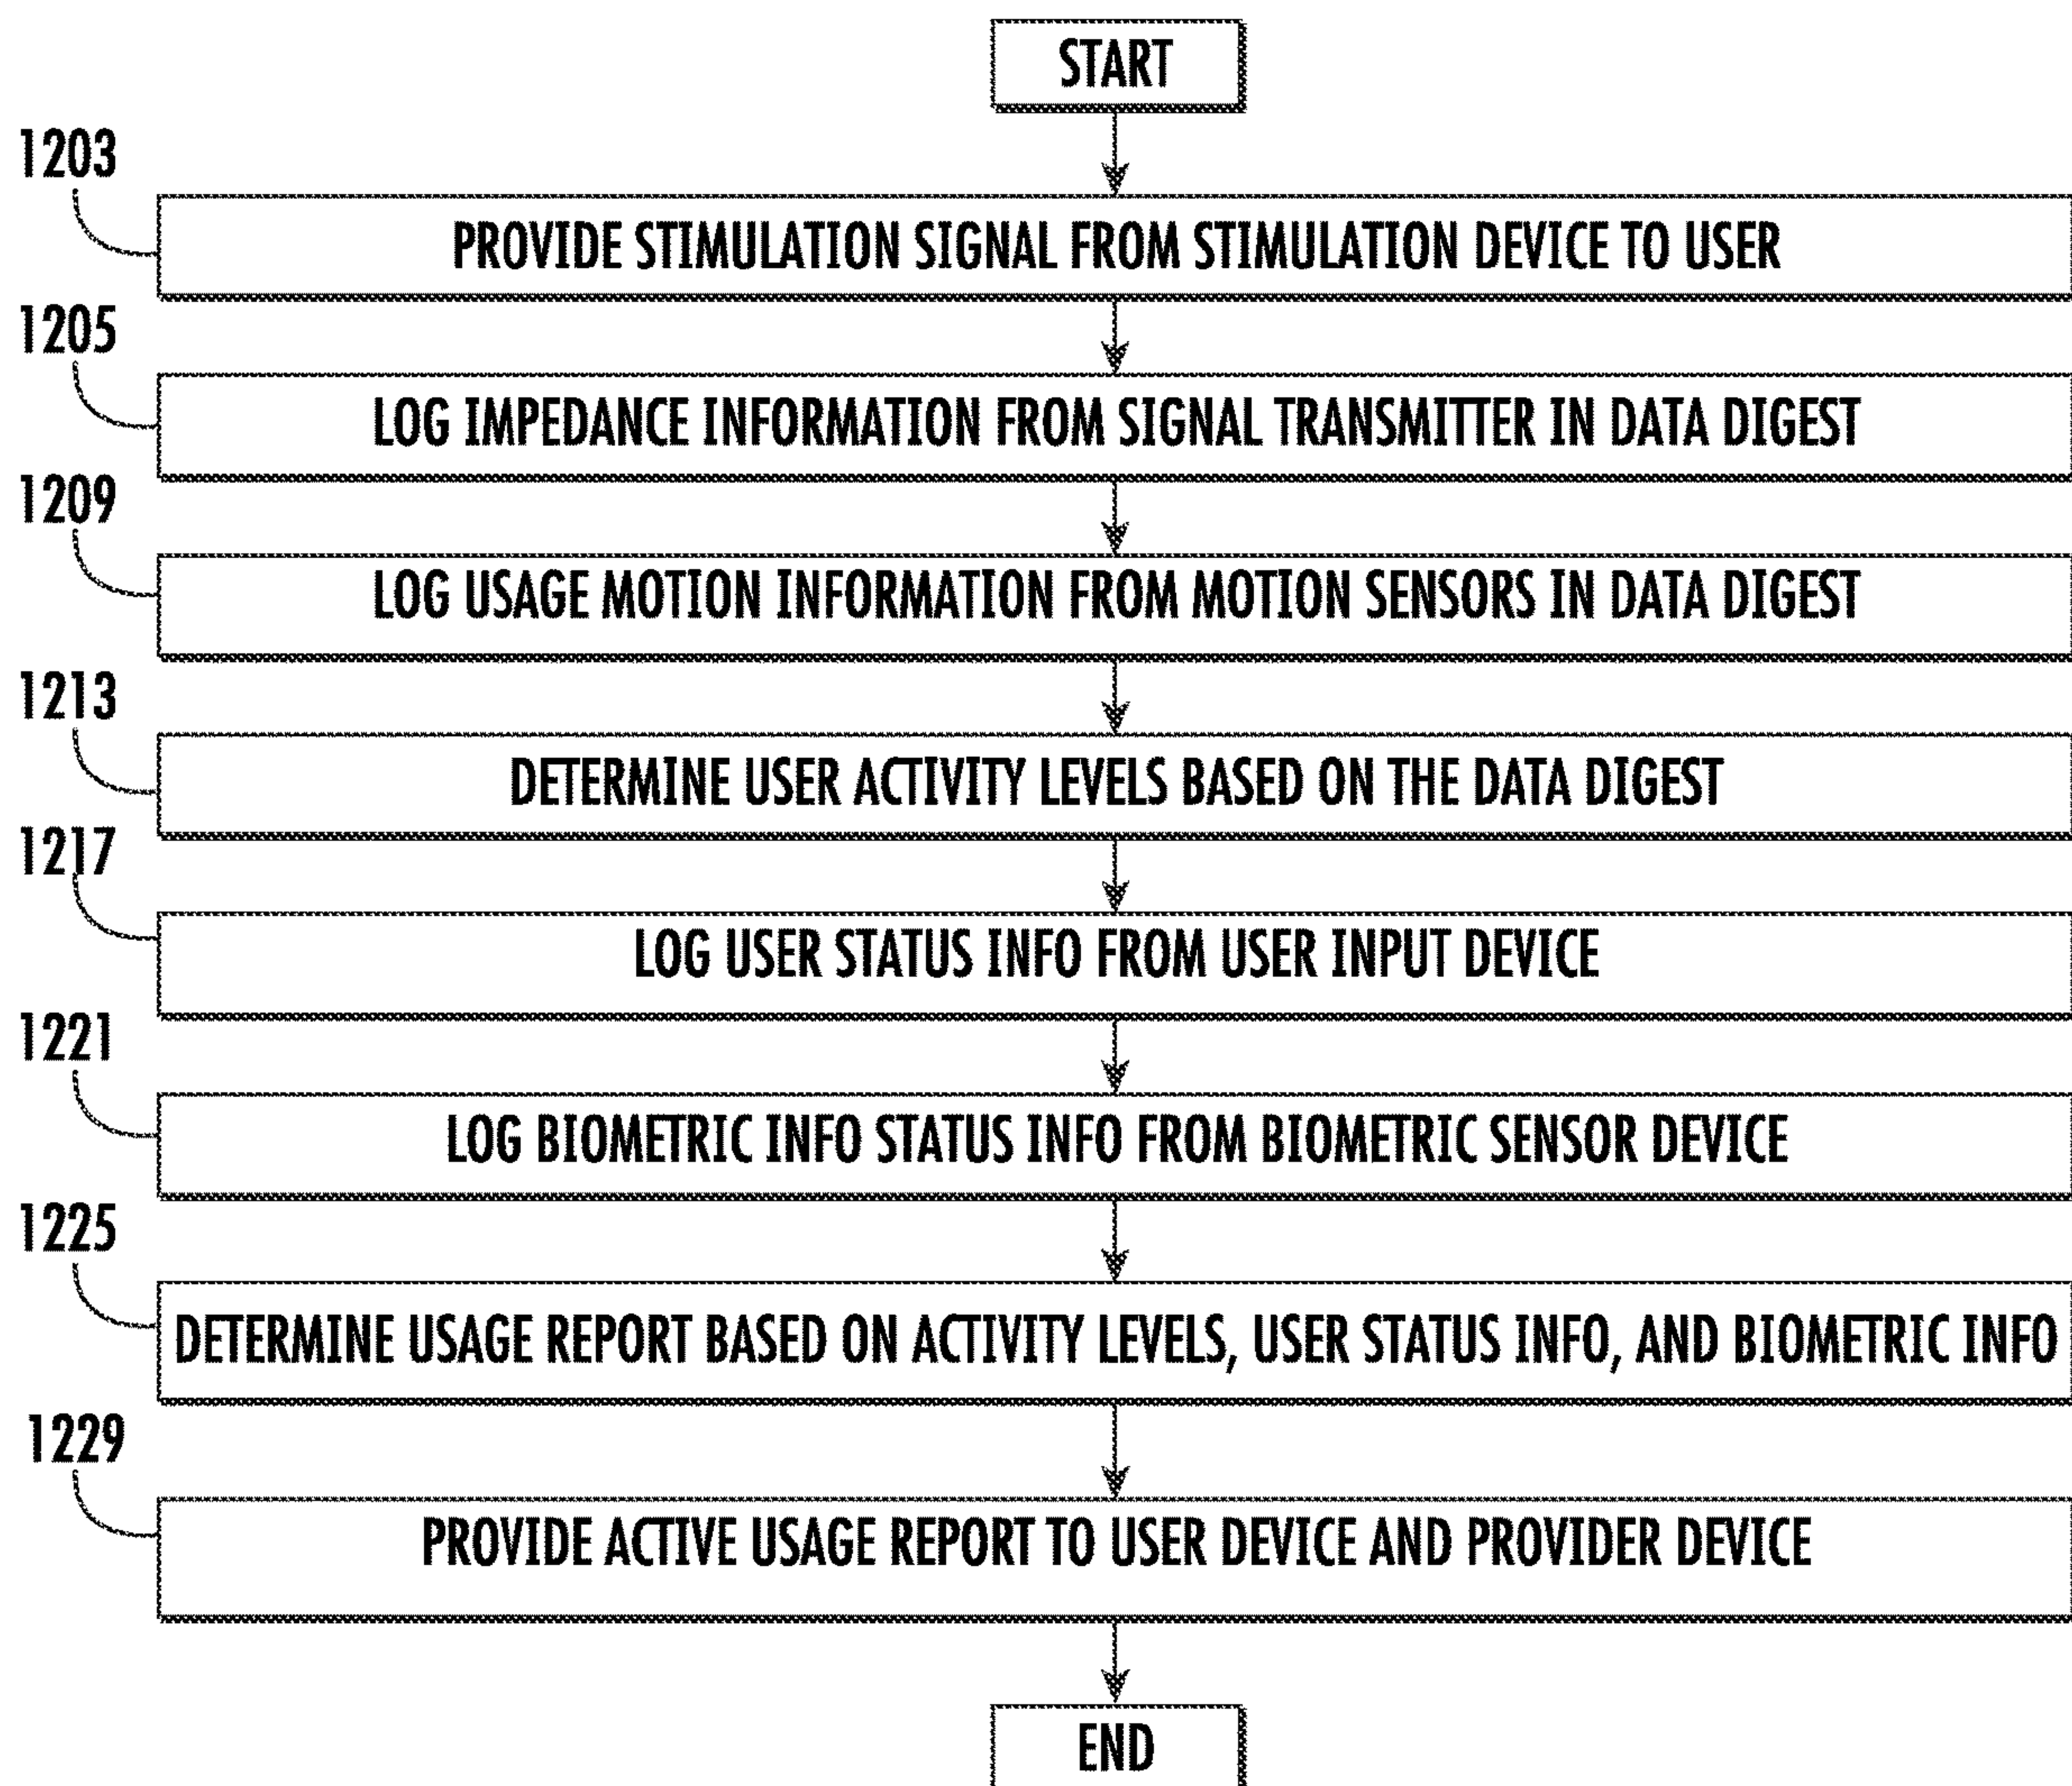 START
1203
PROVIDE STIMULATION SIGNAL FROM STIMULATION DEVICE TO USER
1205
LOG IMPEDANCE INFORMATION FROM SIGNAL TRANSMITTER IN DATA DIGEST
1209
LOG USAGE MOTION INFORMATION FROM MOTION SENSORS IN DATA DIGEST
1213
DETERMINE USER ACTIVITY LEVELS BASED ON THE DATA DIGEST
1217
LOG USER STATUS INFO FROM USER INPUT DEVICE
1221
LOG BIOMETRIC INFO STATUS INFO FROM BIOMETRIC SENSOR DEVICE
1225
DETERMINE USAGE REPORT BASED ON ACTIVITY LEVELS, USER STATUS INFO, AND BIOMETRIC INFO
1229
PROVIDE ACTIVE USAGE REPORT TO USER DEVICE AND PROVIDER DEVICE
END